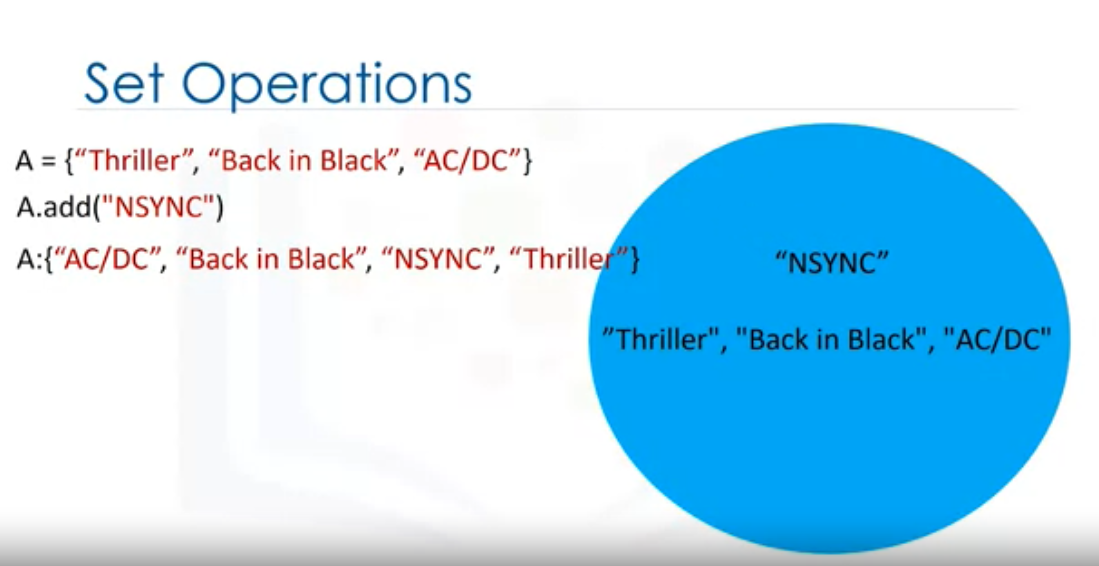 Set Operations
A = {“Thriller”, “Back in Black”, “AC/DC”}
A.add("NSYNC")
A:{“AC/DC”, “Back in Black”, “NSYNC”, “Thriller”}
“NSYNC”
”Thriller", "Back in Black", "AC/DC"